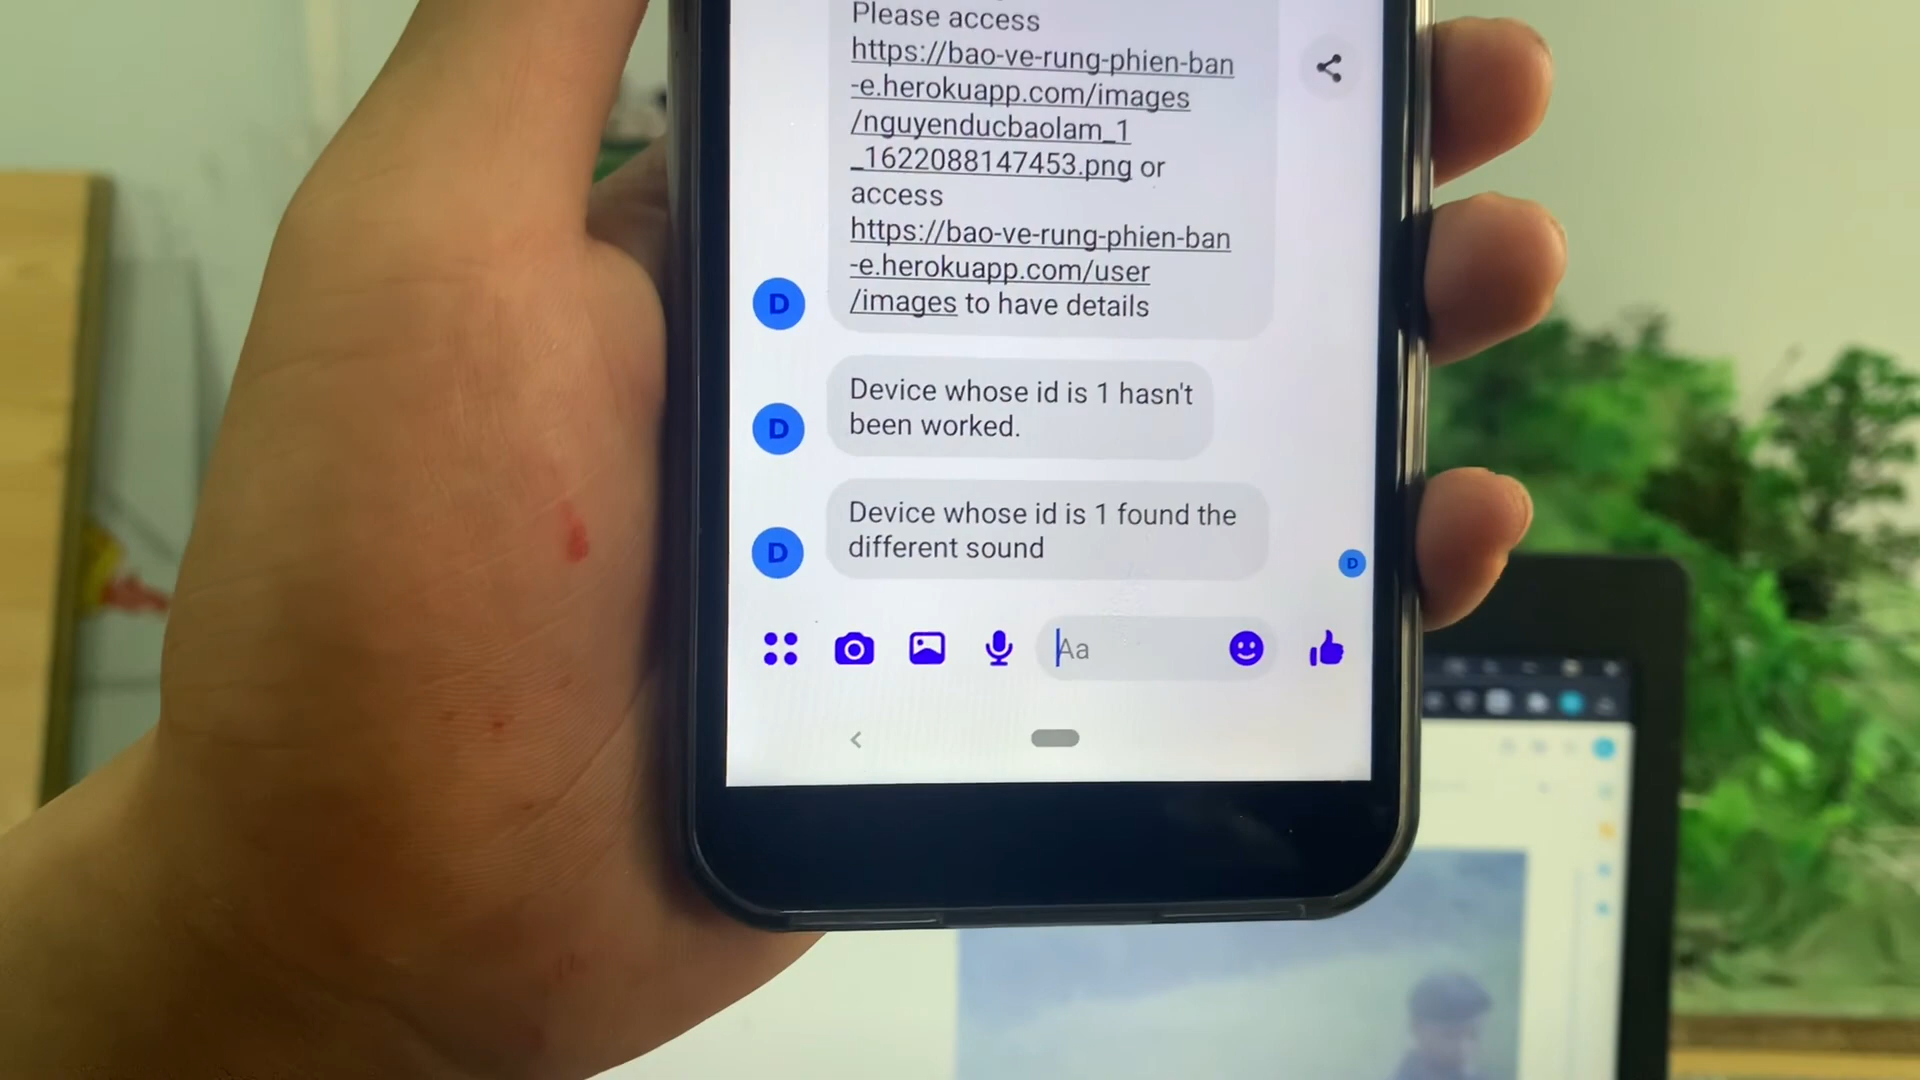 Please access
https://bao-ve-rung-phien-ban
-e.herokuapp.com/images
/nguyenducbaolam_1
_1622088147453.png or
access
https://bao-ve-rung-phien-ban
-e.herokuapp.com/user
/images to have details
D
Device whose id is 1 hasn't
been worked.
D
Device whose id is 1 found the
different sound
D
D
Aa